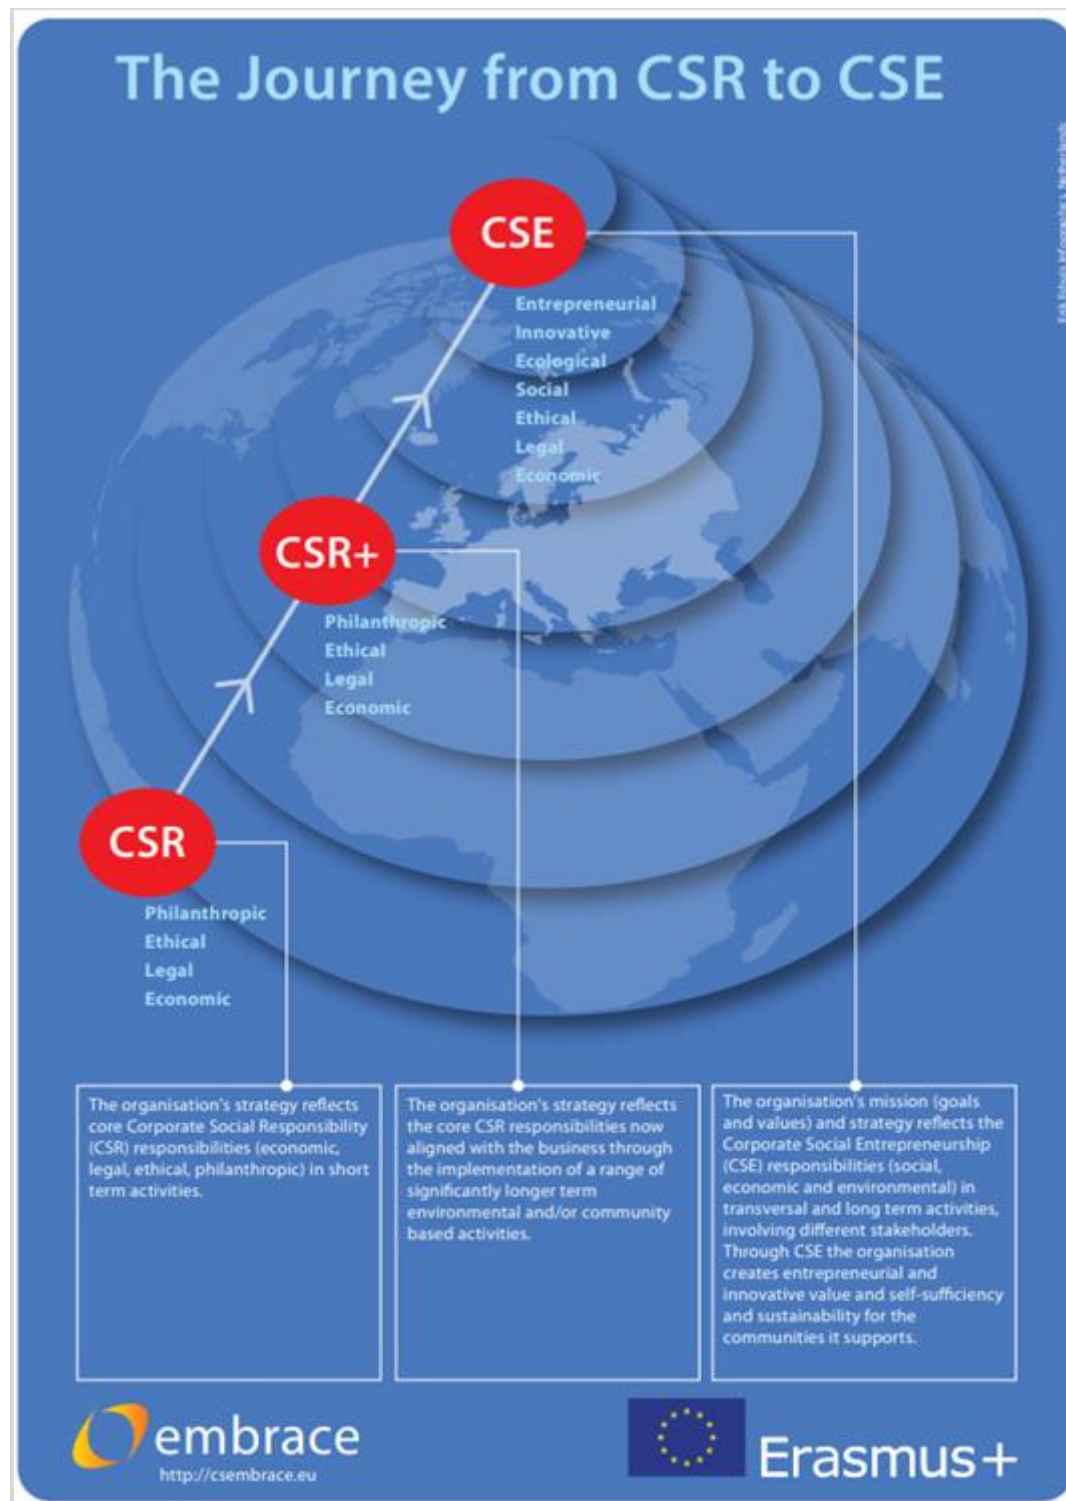 The Journey from CSR to CSE
CSE
Entrepreneurial
Innovative
Ecological
Social
Ethical
Legal
Economic
CSR+
Philanthropic
Ethical
Legal
Economic
CSR
Philanthropic
Ethical
Legal
Economic
The organisation's strategy reflects
core Corporate Social Responsibility
(CSR) responsibilities (economic,
legal, ethical, philanthropic) in short
term activities.
The organisation's strategy reflects
the core CSR responsibilities now
aligned with the business through
the implementation of a range of
significantly longer term
environmental and/or community
based activities.
The organisation's mission (goals
and values) and strategy reflects the
Corporate Social Entrepreneurship
(CSE) responsibilities (social,
economic and environmental) in
transversal and long term activities,
involving different stakeholders.
Through CSE the organisation
creates entrepreneurial and
innovative value and self-sufficiency
and sustainability for the
communities it supports.
embrace
http://csembrace.eu
Erasmus+
Netherlands